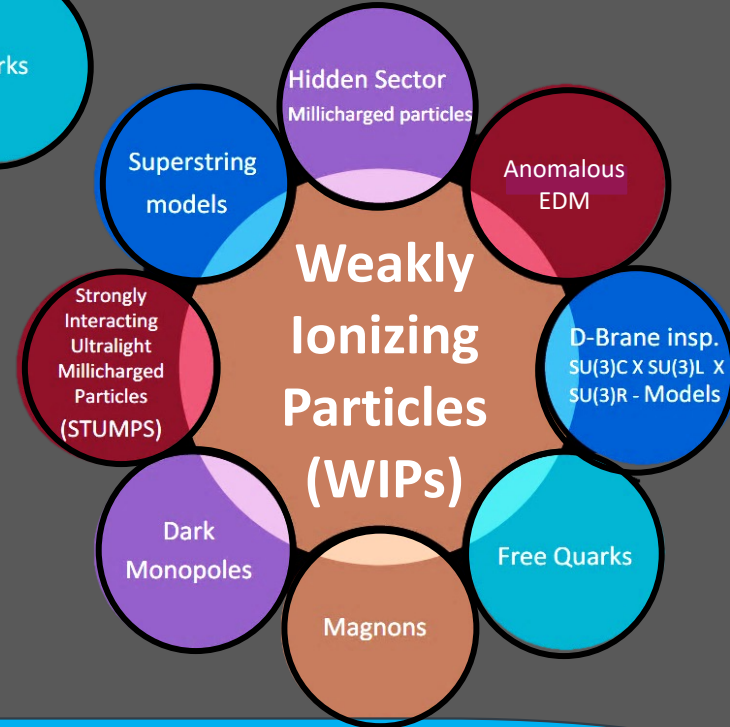 rks
Hidden Sector
Millicharged particles
Superstring
models
Anomalous
EDM
Weakly
Ionizing
Particles
(WIPs)
Strongly
Interacting
Ultralight
Millicharged
Particles
(STUMPS)
D-Brane insp.
SU(3)C X SU(3)L X
SU(3)R - Models
Dark
Monopoles
Free Quarks
Magnons